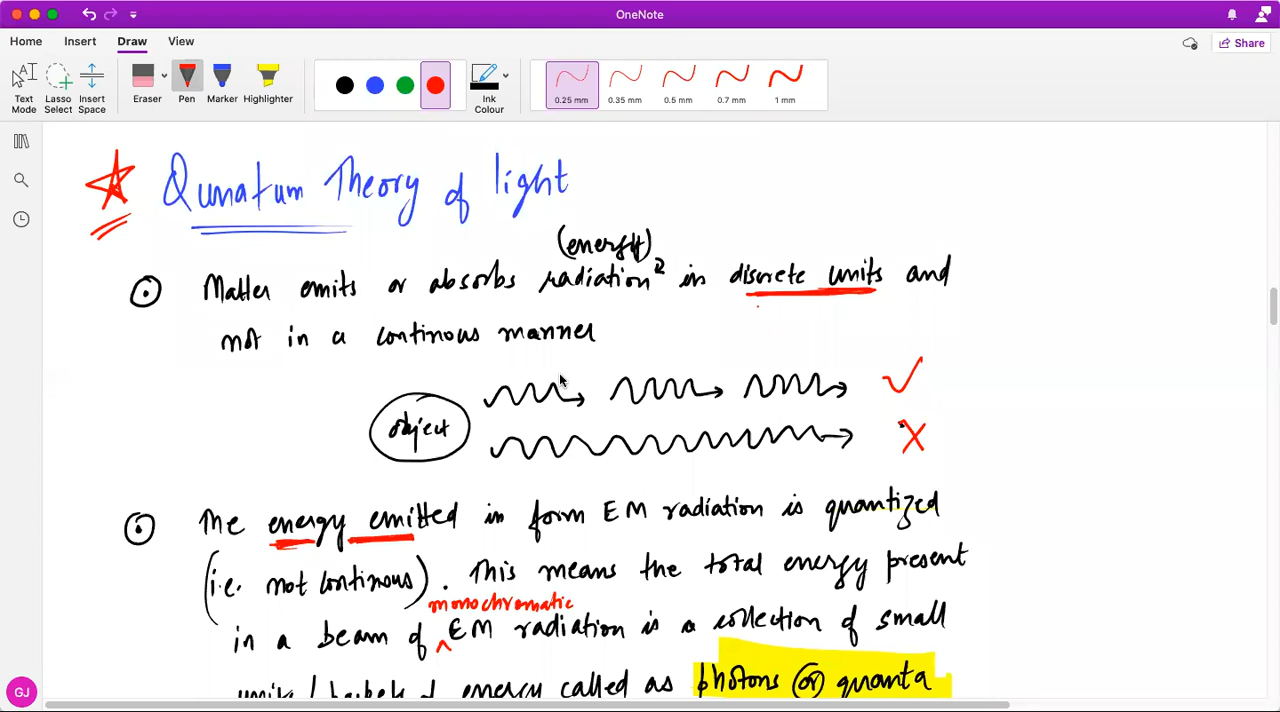 OneNote
Home Insert Draw View
Share
Text Mode
Lasso Select
Insert Space
Eraser
Pen
Marker
Highlighter
Ink Colour
0.25 mm
0.35 mm
0.5 mm
0.7 mm
1 mm
Qunatum Theory of light
(energy)
Matter emits or absorbs radiation in discrete units and
not in a continous manner
object
The energy emitted in form EM radiation is quantized
(i.e. not continous). This means the total energy present
monochromatic
in a beam of ^ EM radiation is a collection of small
energy called as photons or quanta
GJ